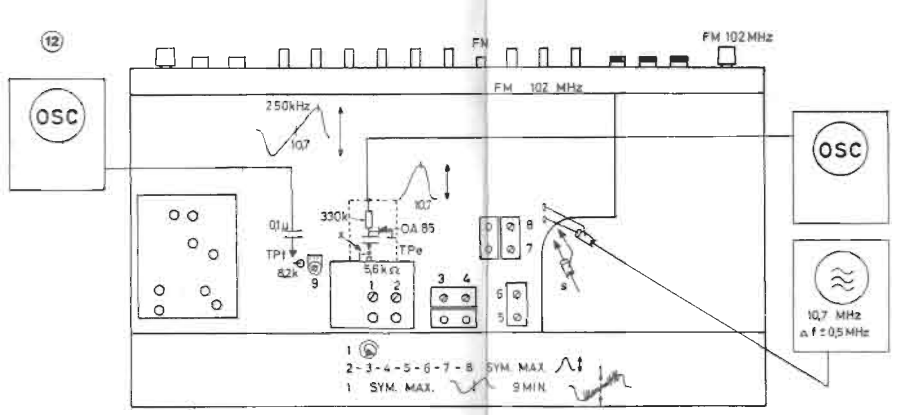 12
FM
FM 102 MHz
FM 102 MHz
OSC
250kHz
10,7
OSC
10,7
330k
OA 85
0,1µ
x
TPe
TPf
8,2k
9
5,6 kΩ
1 2
3 4
8
7
6
5
s
10,7 MHz
Δf ± 0,5 MHz
1
2-3-4-5-6-7-8 SYM. MAX.
1 SYM. MAX. 9 MIN.